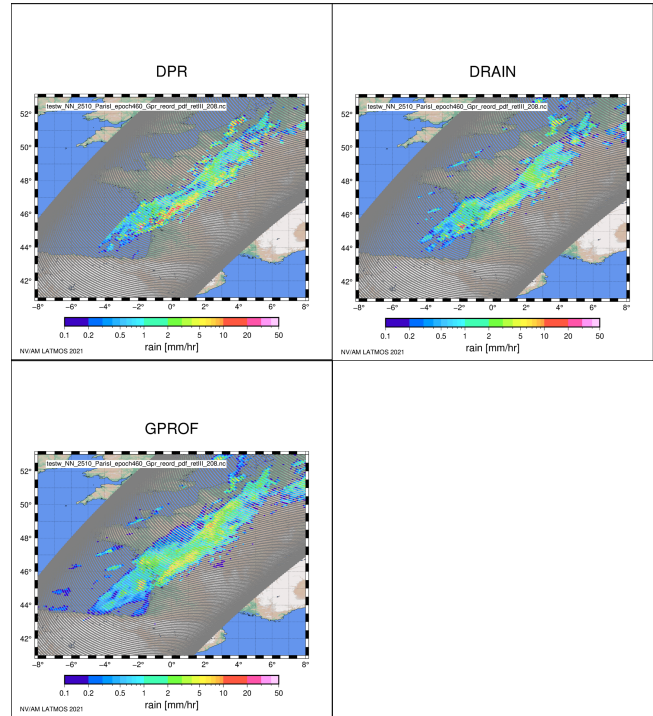 DPR
testw_NN_2510_ParisI_epoch460_Gpr_reord_pdf_retIII_208.nc
52°
50°
48°
46°
44°
42°
−8° −6° −4° −2° 0° 2° 4° 6° 8°
0.1 0.2 0.5 1 2 5 10 20 50
rain [mm/hr]
NV/AM LATMOS 2021
DRAIN
testw_NN_2510_ParisI_epoch460_Gpr_reord_pdf_retIII_208.nc
52°
50°
48°
46°
44°
42°
−8° −6° −4° −2° 0° 2° 4° 6° 8°
0.1 0.2 0.5 1 2 5 10 20 50
rain [mm/hr]
NV/AM LATMOS 2021
GPROF
testw_NN_2510_ParisI_epoch460_Gpr_reord_pdf_retIII_208.nc
52°
50°
48°
46°
44°
42°
−8° −6° −4° −2° 0° 2° 4° 6° 8°
0.1 0.2 0.5 1 2 5 10 20 50
rain [mm/hr]
NV/AM LATMOS 2021